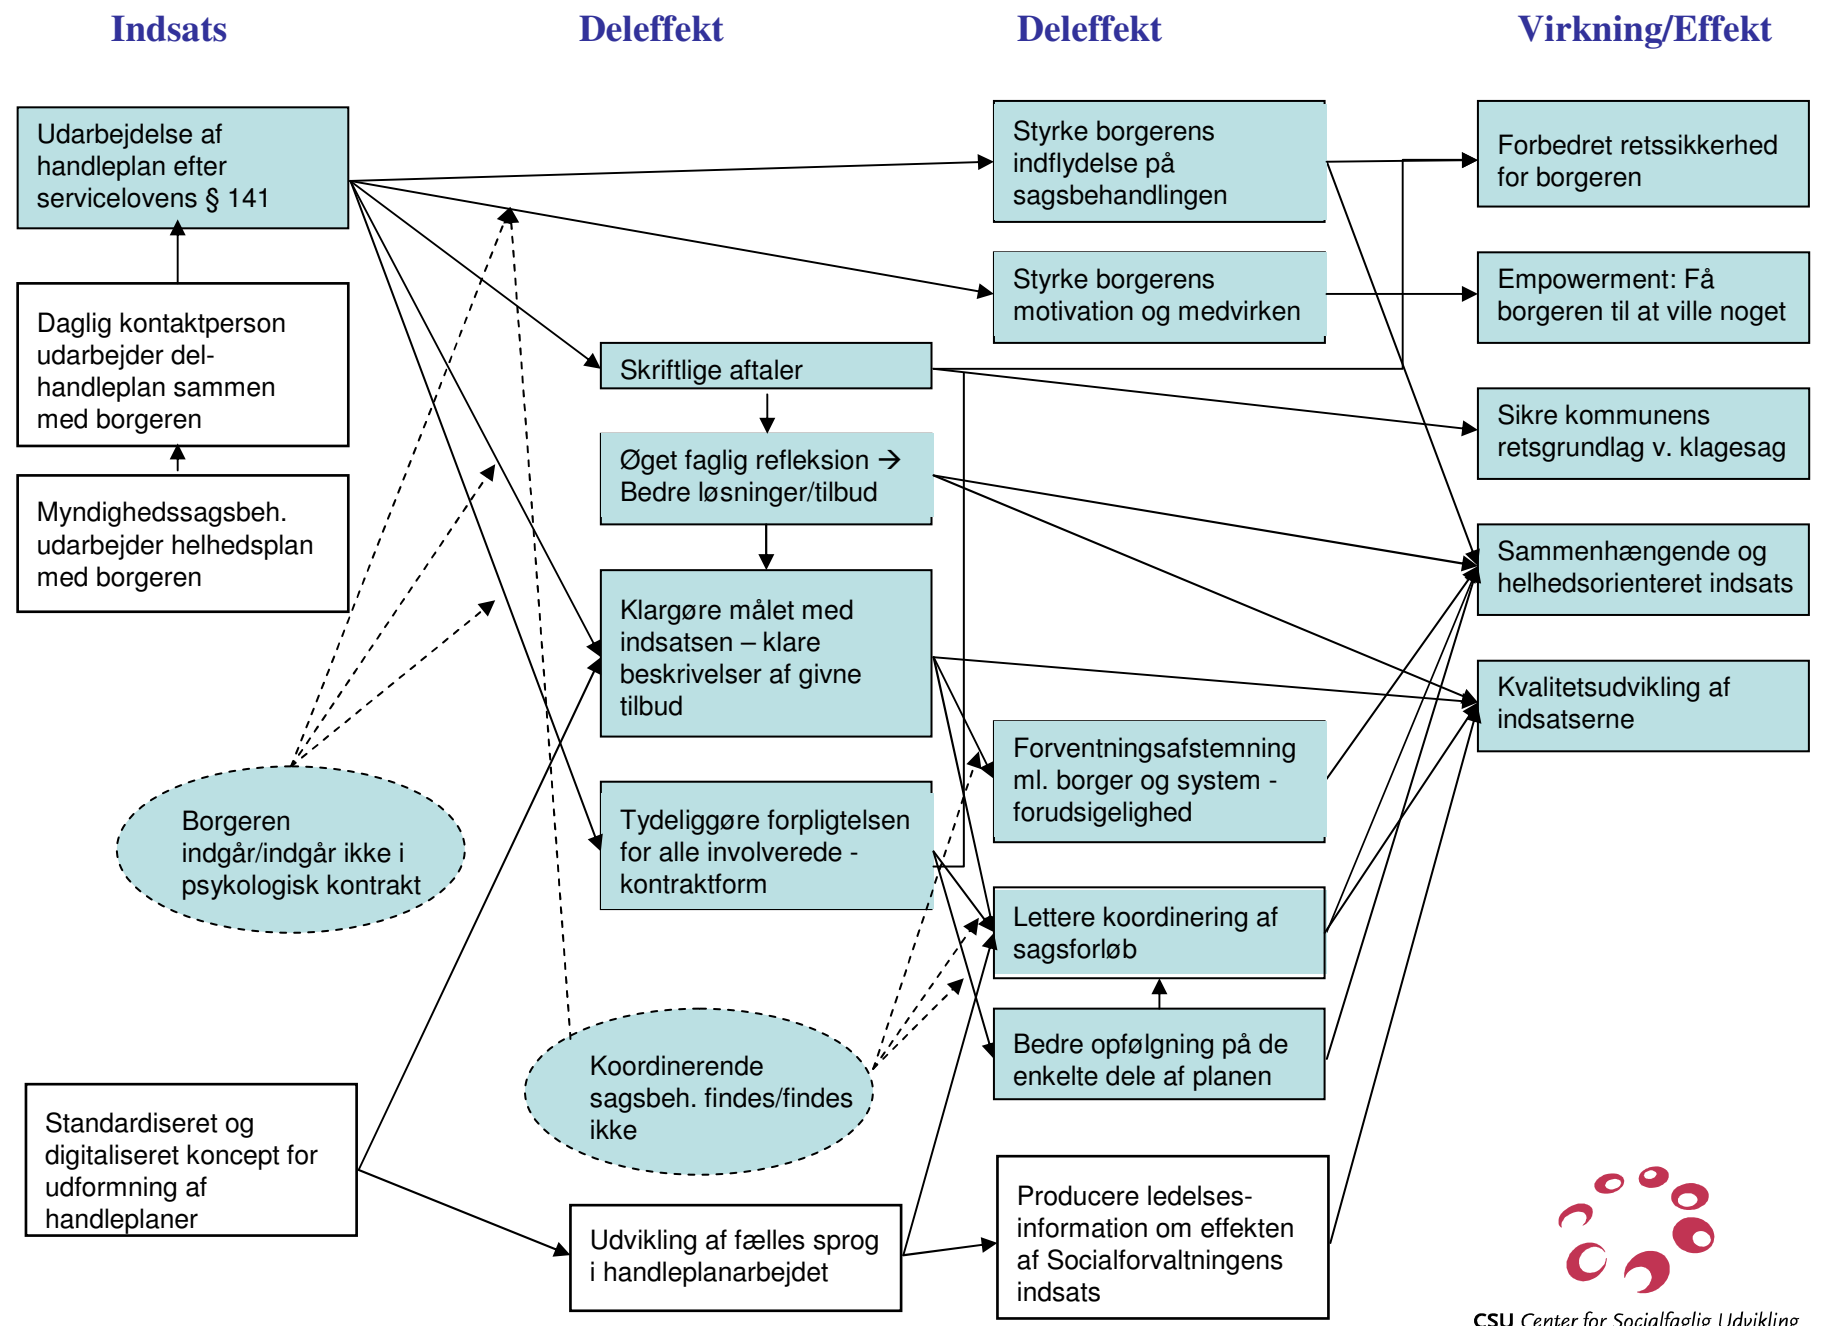 Indsats
Deleffekt
Deleffekt
Virkning/Effekt
Udarbejdelse af
handleplan efter
servicelovens § 141
Daglig kontaktperson
udarbejder del-
handleplan sammen
med borgeren
Myndighedssagsbeh.
udarbejder helhedsplan
med borgeren
Borgeren
indgår/indgår ikke i
psykologisk kontrakt
Standardiseret og
digitaliseret koncept for
udformning af
handleplaner
Skriftlige aftaler
Øget faglig refleksion →
Bedre løsninger/tilbud
Klargøre målet med
indsatsen – klare
beskrivelser af givne
tilbud
Tydeliggøre forpligtelsen
for alle involverede -
kontraktform
Koordinerende
sagsbeh. findes/findes
ikke
Udvikling af fælles sprog
i handleplanarbejdet
Styrke borgerens
indflydelse på
sagsbehandlingen
Styrke borgerens
motivation og medvirken
Forventningsafstemning
ml. borger og system -
forudsigelighed
Lettere koordinering af
sagsforløb
Bedre opfølgning på de
enkelte dele af planen
Producere ledelses-
information om effekten
af Socialforvaltningens
indsats
Forbedret retssikkerhed
for borgeren
Empowerment: Få
borgeren til at ville noget
Sikre kommunens
retsgrundlag v. klagesag
Sammenhængende og
helhedsorienteret indsats
Kvalitetsudvikling af
indsatserne
CSU Center for Socialfaglig Udvikling